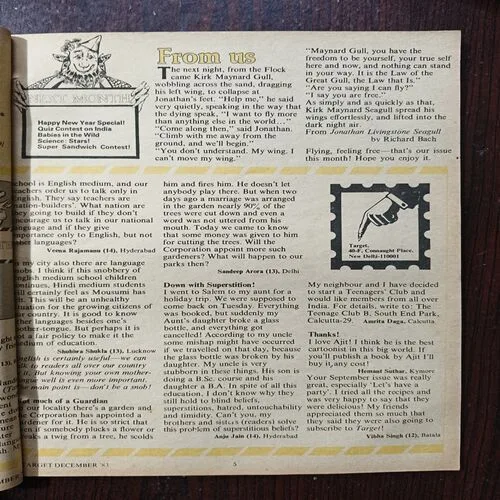 NEXT MONTH
Happy New Year Special!
Quiz Contest on India
Babies in the Wild
Science: Stars!
Super Sandwich Contest!
From us
The next night, from the Flock
came Kirk Maynard Gull,
wobbling across the sand, dragging
his left wing, to collapse at
Jonathan's feet. "Help me," he said
very quietly, speaking in the way that
the dying speak, "I want to fly more
than anything else in the world..."
"Come along then," said Jonathan.
"Climb with me away from the
ground, and we'll begin."
"You don't understand. My wing. I
can't move my wing."
"Maynard Gull, you have the
freedom to be yourself, your true self
here and now, and nothing can stand
in your way. It is the Law of the
Great Gull, the Law that Is."
"Are you saying I can fly?"
"I say you are free."
As simply and as quickly as that,
Kirk Maynard Seagull spread his
wings effortlessly, and lifted into the
dark night air.
From Jonathan Livingstone Seagull
by Richard Bach
Flying, feeling free—that's our issue
this month! Hope you enjoy it.
school is English medium, and our
teachers order us to talk only in
English. They say teachers are
nation-builders'. What nation are
they going to build if they don't
encourage us to talk in our national
language and if they give
importance only to English, but not
other languages?
Veena Rajamanu (14), Hyderabad
my city also there are language
snobs. I think if this snobbery of
English medium school children
continues, Hindi medium students
will certainly feel as Mousumi has
felt. This will be an unhealthy
situation for the growing citizens of
our country. It is good to know
other languages besides one's
mother-tongue. But perhaps it is
not a fair policy to make it the
medium of education.
Shubhra Shukla (13), Lucknow
English is certainly useful—we can
talk to readers all over our country
it. But knowing your own mother-
tongue well is even more important.
The main point is—don't be a snob!
Not much of a Guardian
our locality there's a garden and
the Corporation has appointed a
gardener for it. He is so strict that
even if somebody plucks a flower or
breaks a twig from a tree, he scolds
him and fires him. He doesn't let
anybody play there. But when two
days ago a marriage was arranged
in the garden nearly 90% of the
trees were cut down and even a
word was not uttered from his
mouth. Today we came to know
that some money was given to him
for cutting the trees. Will the
Corporation appoint more such
gardeners? What will happen to our
parks then?
Sandeep Arora (13), Delhi
Down with Superstition!
I went to Salem to my aunt for a
holiday trip. We were supposed to
come back on Tuesday. Everything
was booked, but suddenly my
Aunt's daughter broke a glass
bottle, and everything got
cancelled! According to my uncle
some mishap might have occurred
if we travelled on that day, because
the glass bottle was broken by his
daughter. My uncle is very
stubborn in these things. His son is
doing a B.Sc. course and his
daughter a B.A. In spite of all this
education, I don't know why they
still hold to blind beliefs,
superstitions, hatred, untouchability
and timidity. Can't you, my
brothers and sisters (readers) solve
this problem of superstitious beliefs?
Anju Jain (14), Hyderabad
Target,
40-F, Connaught Place,
New Delhi-110001
My neighbour and I have decided
to start a Teenagers' Club and
would like members from all over
India. For details, write to: The
Teenage Club B, South End Park,
Calcutta-29. Amrita Daga, Calcutta
Thanks!
I love Ajit! I think he is the best
cartoonist in this big world. If
you'll publish a book by Ajit I'll
buy it, any cost!
Hemant Suthar, Kymore
Your September issue was really
great, especially 'Let's have a
party'. I tried all the recipes and
was very happy to say that they
were delicious! My friends
appreciated them so much that
they said they were also going to
subscribe to Target!
Vibha Singh (12), Batala
TARGET DECEMBER '81
5